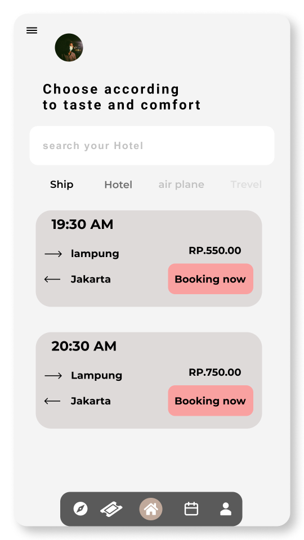 Choose according
to taste and comfort
search your Hotel
Ship Hotel air plane Trevel
19:30 AM
lampung RP.550.00
Jakarta Booking now
20:30 AM
Lampung RP.750.00
Jakarta Booking now